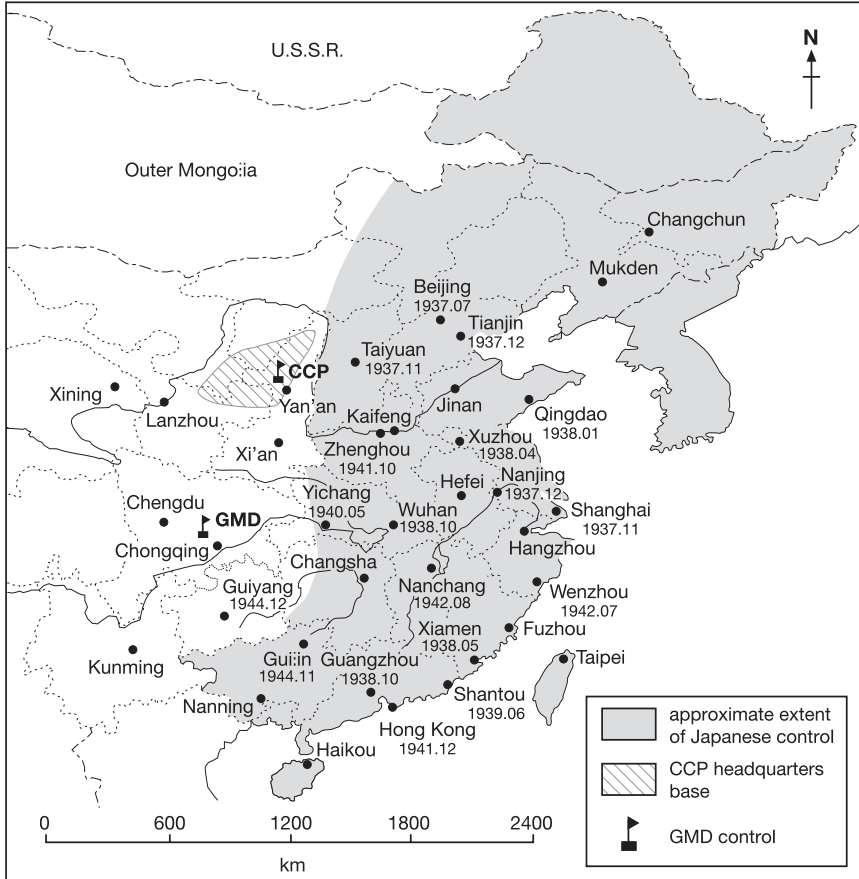 U.S.S.R.
N
Outer Mongo:ia
Changchun
Mukden
Beijing
1937.07
Tianjin
1937.12
Taiyuan
1937.11
CCP
Xining
Lanzhou
Yan'an
Jinan
Kaifeng
Qingdao
1938.01
Xi'an
Zhenghou
1941.10
Xuzhou
1938.04
Hefei
Nanjing
1937.12
Chengdu
Yichang
1940.05
Wuhan
1938.10
Shanghai
1937.11
GMD
Chongqing
Hangzhou
Changsha
Guiyang
1944.12
Nanchang
1942.08
Wenzhou
1942.07
Xiamen
1938.05
Fuzhou
Kunming
Gui:in
1944.11
Guangzhou
1938.10
Taipei
Nanning
Shantou
1939.06
Hong Kong
1941.12
Haikou
approximate extent
of Japanese control
CCP headquarters
base
GMD control
0 600 1200 1800 2400
km